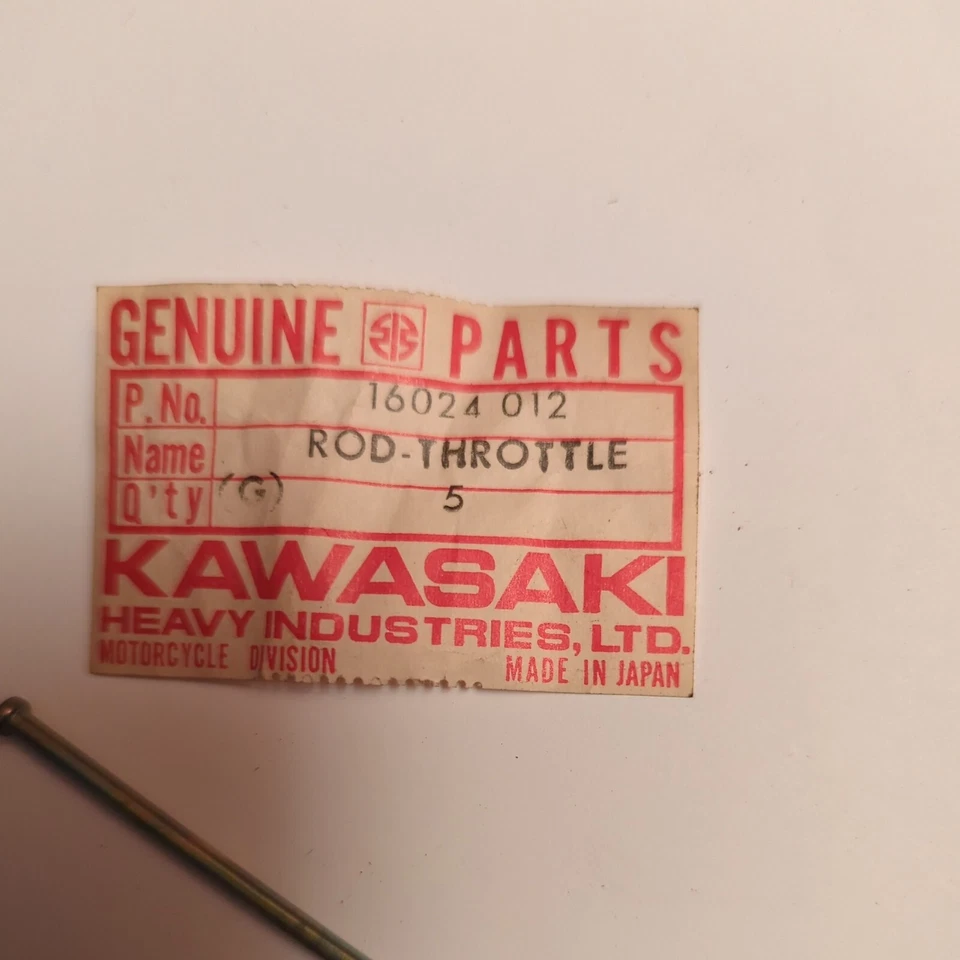 GENUINE PARTS
P.No. 16024 012
Name ROD-THROTTLE
Q'ty (G) 5
KAWASAKI
HEAVY INDUSTRIES, LTD.
MOTORCYCLE DIVISION MADE IN JAPAN